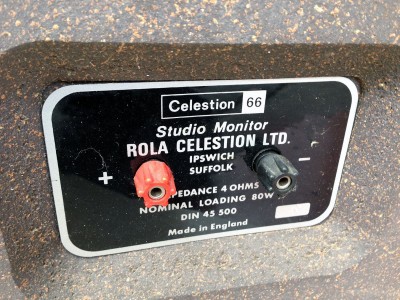 Celestion 66
Studio Monitor
ROLA CELESTION LTD.
IPSWICH
SUFFOLK
+ −
PEDANCE 4 OHMS
NOMINAL LOADING 80W
DIN 45 500
Made in England